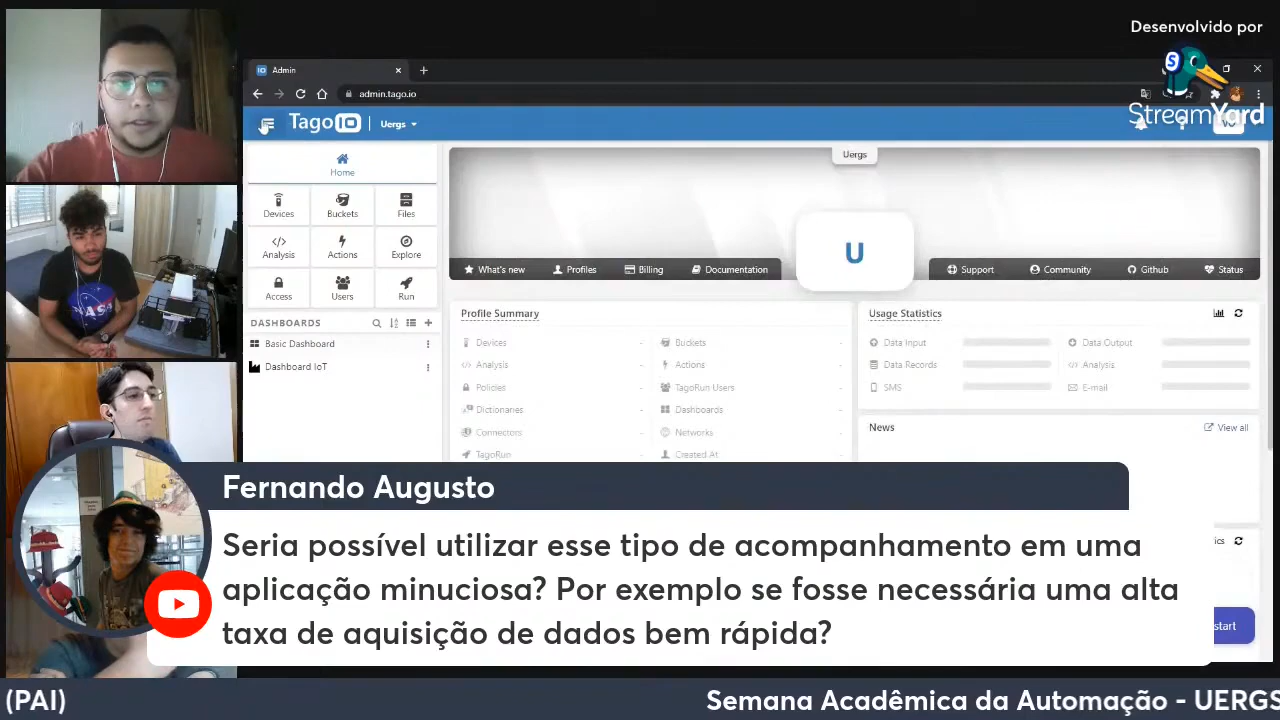 Desenvolvido por
StreamYard
Admin
admin.tago.io
TagoIO
Uergs
Home
Devices
Buckets
Files
Analysis
Actions
Explore
Access
Users
Run
DASHBOARDS
Basic Dashboard
Dashboard IoT
Uergs
U
What's new
Profiles
Billing
Documentation
Support
Community
Github
Status
Profile Summary
Devices -
Buckets -
Analysis -
Actions -
Policies -
TagoRun Users -
Dictionaries -
Dashboards -
Connectors -
Networks -
TagoRun -
Created At -
Usage Statistics
Data Input
Data Output
Data Records
Analysis
SMS
E-mail
News
View all
ics
start
NASA
Fernando Augusto
Seria possível utilizar esse tipo de acompanhamento em uma
aplicação minuciosa? Por exemplo se fosse necessária uma alta
taxa de aquisição de dados bem rápida?
(PAI)
Semana Acadêmica da Automação - UERGS